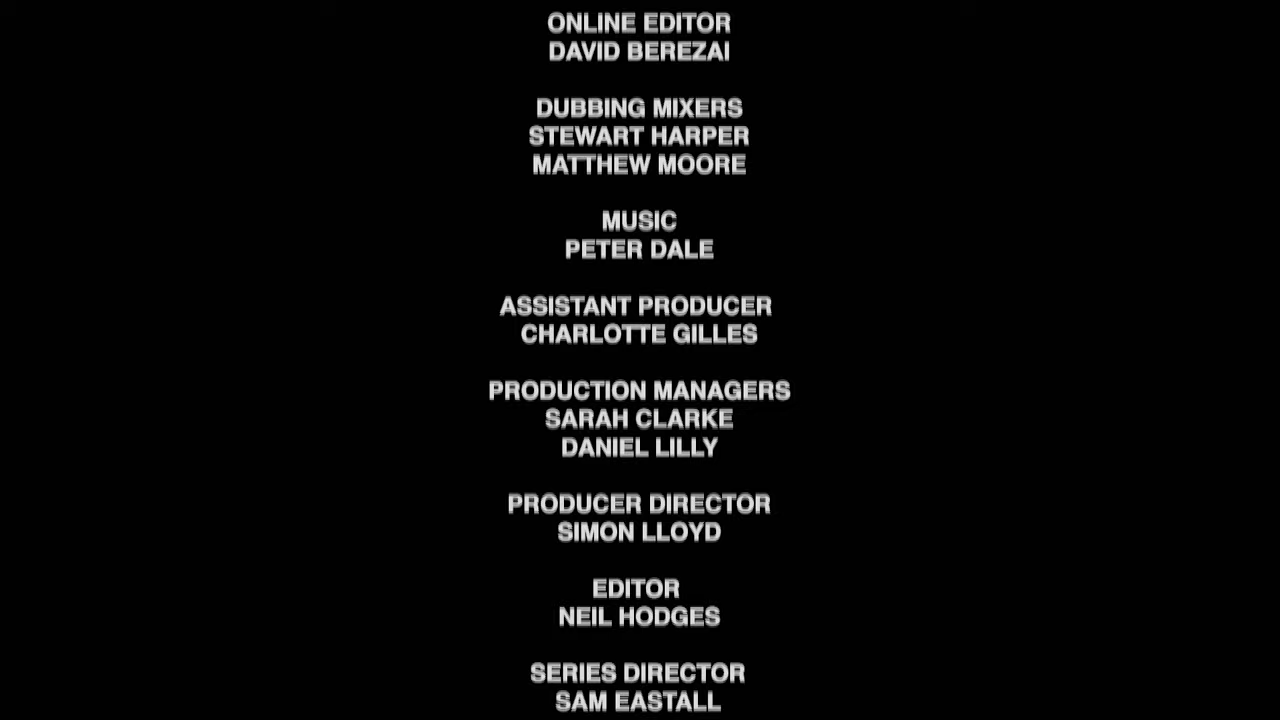 ONLINE EDITOR
DAVID BEREZAI
DUBBING MIXERS
STEWART HARPER
MATTHEW MOORE
MUSIC
PETER DALE
ASSISTANT PRODUCER
CHARLOTTE GILLES
PRODUCTION MANAGERS
SARAH CLARKE
DANIEL LILLY
PRODUCER DIRECTOR
SIMON LLOYD
EDITOR
NEIL HODGES
SERIES DIRECTOR
SAM EASTALL